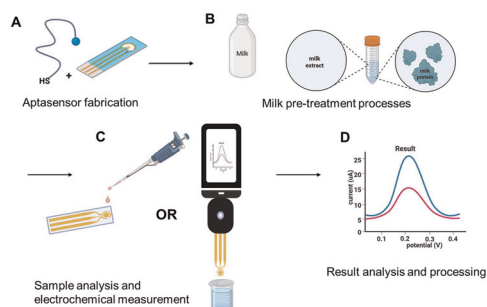 A
HS
+
Aptasensor fabrication
B
Milk
milk
extract
milk
protein
Milk pre-treatment processes
C
OR
Sample analysis and
electrochemical measurement
D
Result
current (uA)
25
20
15
10
5
0
0.1
0.2
0.3
0.4
potential (V)
Result analysis and processing